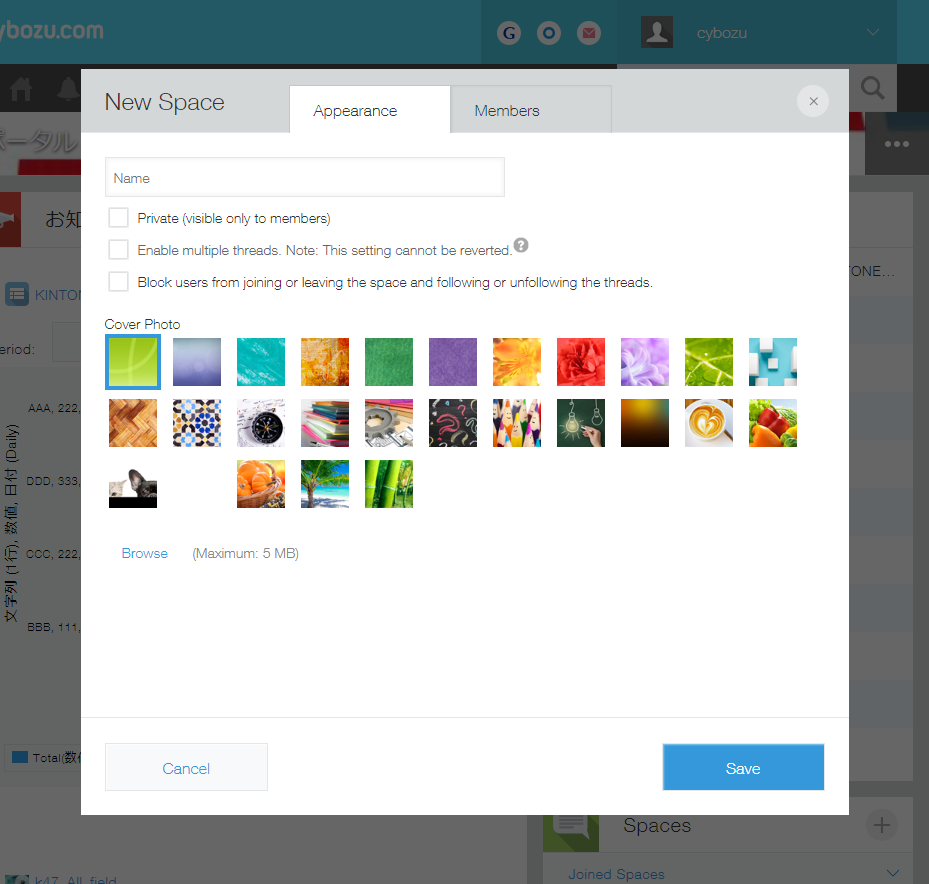 ybozu.com
G
cybozu
New Space
Appearance
Members
×
ポータル
Name
Private (visible only to members)
Enable multiple threads. Note: This setting cannot be reverted. ?
Block users from joining or leaving the space and following or unfollowing the threads.
お知
KINTON
TONE...
eriod:
Cover Photo
AAA, 222,
DDD, 333,
CCC, 222,
BBB, 111,
文字列 (1行), 数値, 日付 (Daily)
Browse
(Maximum: 5 MB)
Total(数値
Cancel
Save
Spaces
Joined Spaces
k47_All_field